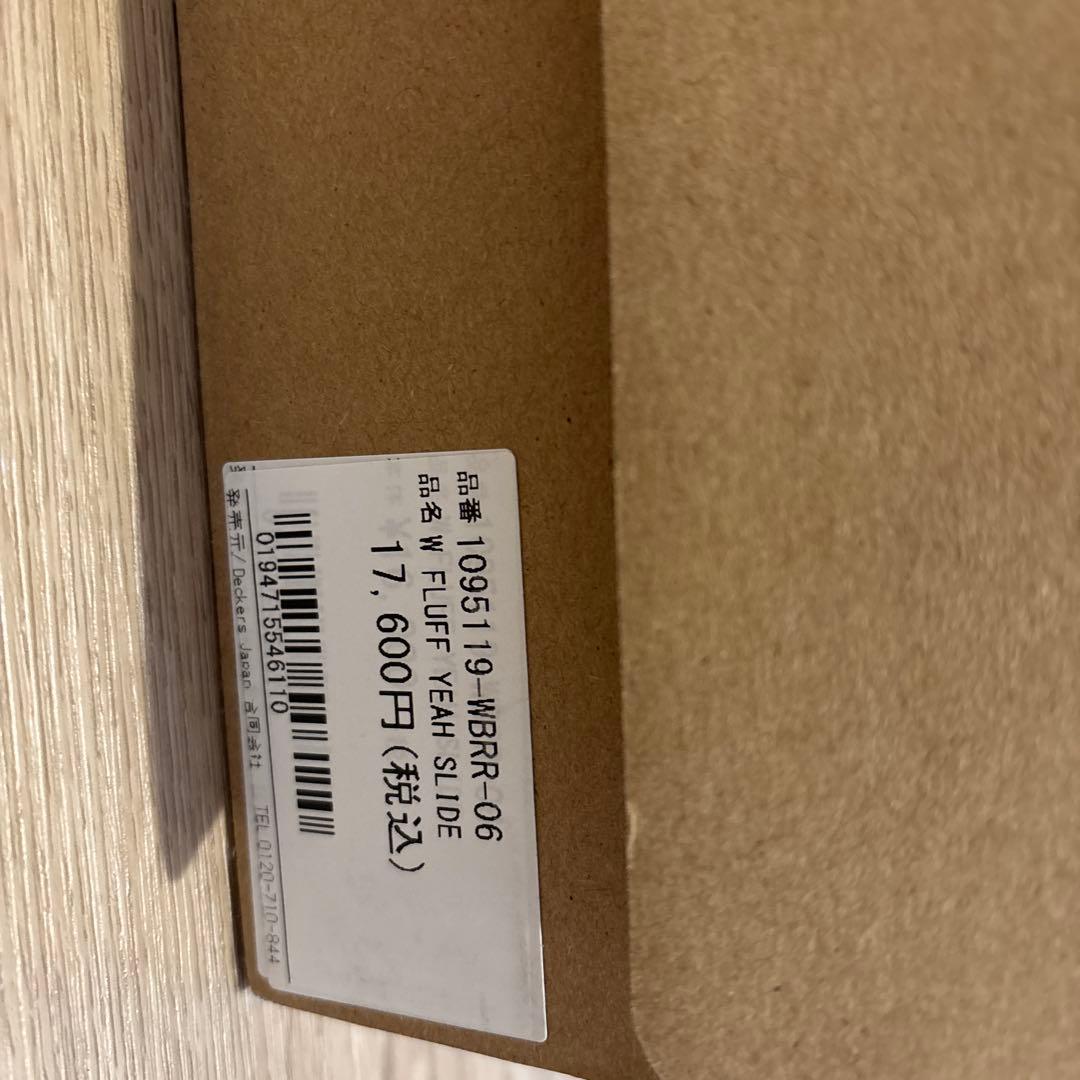 品番 1095119-WBRR-06
品名 W FLUFF YEAH SLIDE
17,600円(税込)
0194715546110
発売元/Deckers Japan 合同会社 TEL 0120-710-844